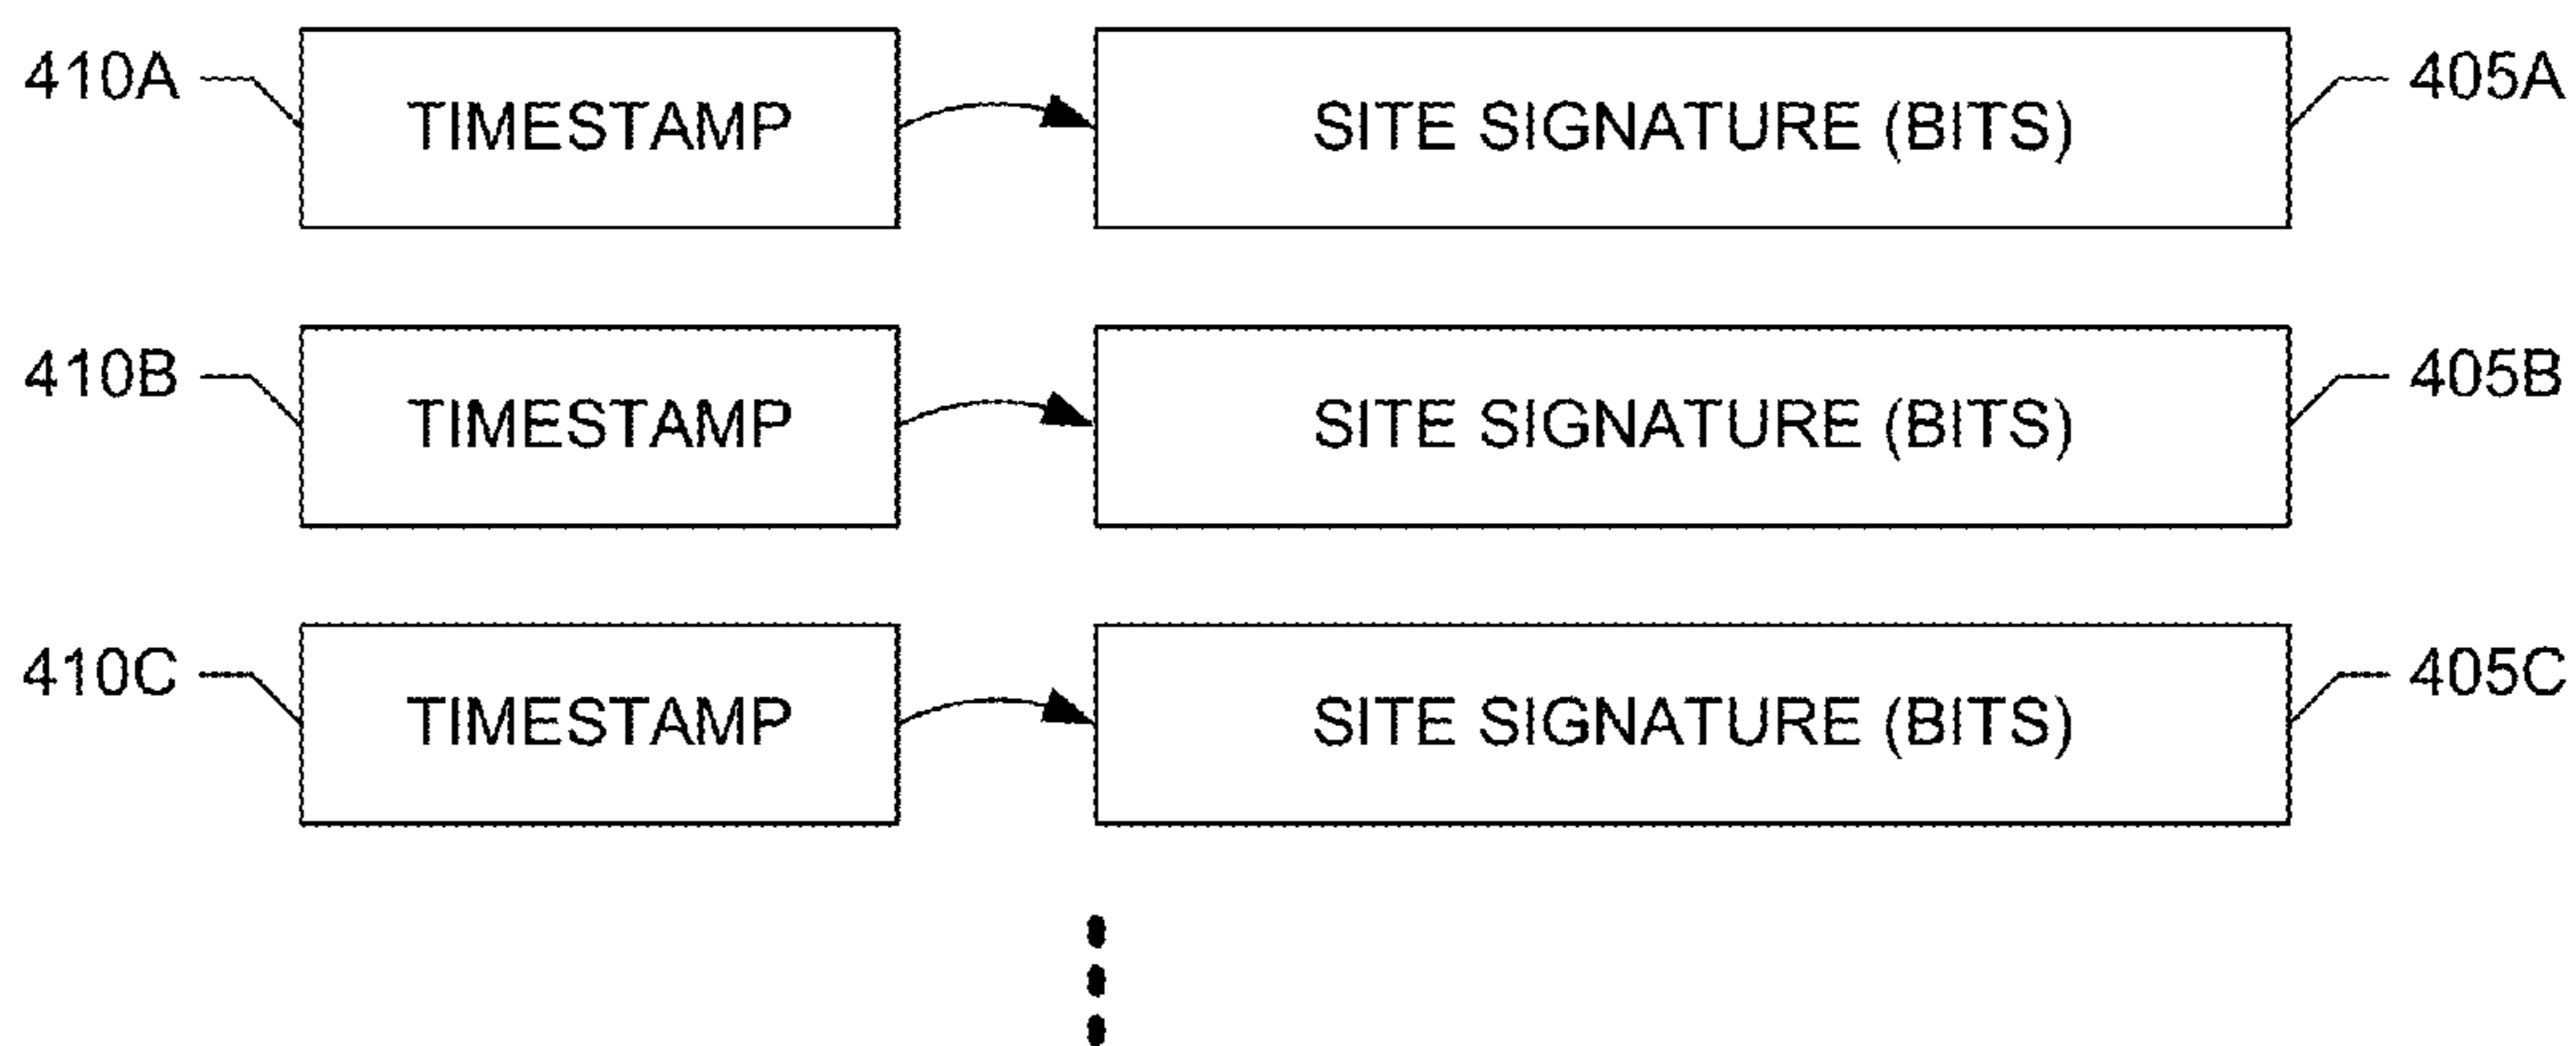 410A TIMESTAMP SITE SIGNATURE (BITS) 405A
410B TIMESTAMP SITE SIGNATURE (BITS) 405B
410C TIMESTAMP SITE SIGNATURE (BITS) 405C